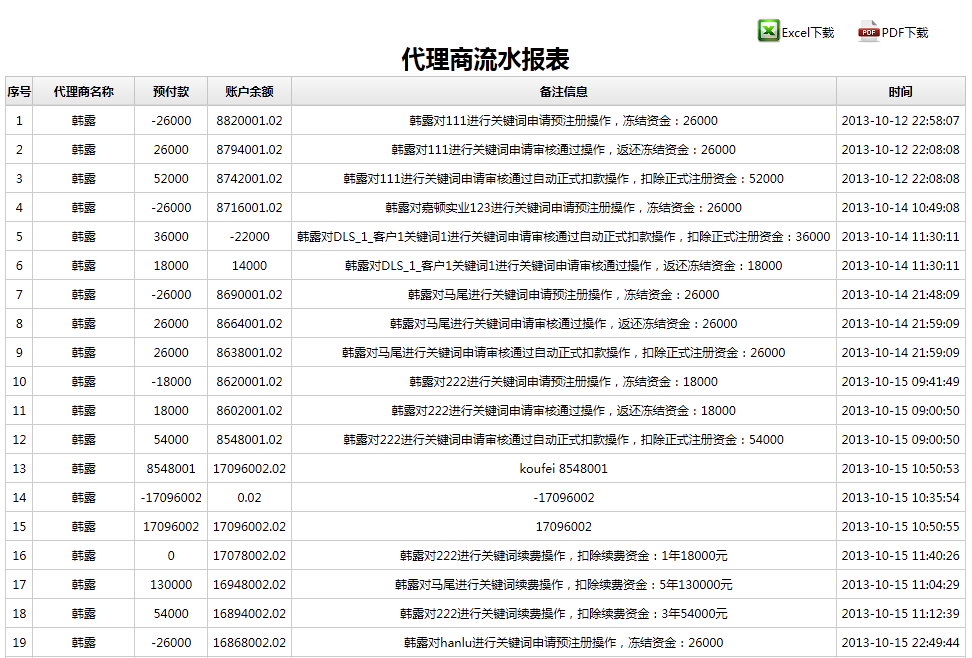 Excel下载 PDF下载
代理商流水报表
序号 代理商名称 预付款 账户余额 备注信息 时间
1 韩露 -26000 8820001.02 韩露对111进行关键词申请预注册操作，冻结资金：26000 2013-10-12 22:58:07
2 韩露 26000 8794001.02 韩露对111进行关键词申请审核通过操作，返还冻结资金：26000 2013-10-12 22:08:08
3 韩露 52000 8742001.02 韩露对111进行关键词申请审核通过自动正式扣款操作，扣除正式注册资金：52000 2013-10-12 22:08:08
4 韩露 -26000 8716001.02 韩露对嘉顿实业123进行关键词申请预注册操作，冻结资金：26000 2013-10-14 10:49:08
5 韩露 36000 -22000 韩露对DLS_1_客户1关键词1进行关键词申请审核通过自动正式扣款操作，扣除正式注册资金：36000 2013-10-14 11:30:11
6 韩露 18000 14000 韩露对DLS_1_客户1关键词1进行关键词申请审核通过操作，返还冻结资金：18000 2013-10-14 11:30:11
7 韩露 -26000 8690001.02 韩露对马尾进行关键词申请预注册操作，冻结资金：26000 2013-10-14 21:48:09
8 韩露 26000 8664001.02 韩露对马尾进行关键词申请审核通过操作，返还冻结资金：26000 2013-10-14 21:59:09
9 韩露 26000 8638001.02 韩露对马尾进行关键词申请审核通过自动正式扣款操作，扣除正式注册资金：26000 2013-10-14 21:59:09
10 韩露 -18000 8620001.02 韩露对222进行关键词申请预注册操作，冻结资金：18000 2013-10-15 09:41:49
11 韩露 18000 8602001.02 韩露对222进行关键词申请审核通过操作，返还冻结资金：18000 2013-10-15 09:00:50
12 韩露 54000 8548001.02 韩露对222进行关键词申请审核通过自动正式扣款操作，扣除正式注册资金：54000 2013-10-15 09:00:50
13 韩露 8548001 17096002.02 koufei 8548001 2013-10-15 10:50:53
14 韩露 -17096002 0.02 -17096002 2013-10-15 10:35:54
15 韩露 17096002 17096002.02 17096002 2013-10-15 10:50:55
16 韩露 0 17078002.02 韩露对222进行关键词续费操作，扣除续费资金：1年18000元 2013-10-15 11:40:26
17 韩露 130000 16948002.02 韩露对马尾进行关键词续费操作，扣除续费资金：5年130000元 2013-10-15 11:04:29
18 韩露 54000 16894002.02 韩露对222进行关键词续费操作，扣除续费资金：3年54000元 2013-10-15 11:12:39
19 韩露 -26000 16868002.02 韩露对hanlu进行关键词申请预注册操作，冻结资金：26000 2013-10-15 22:49:44